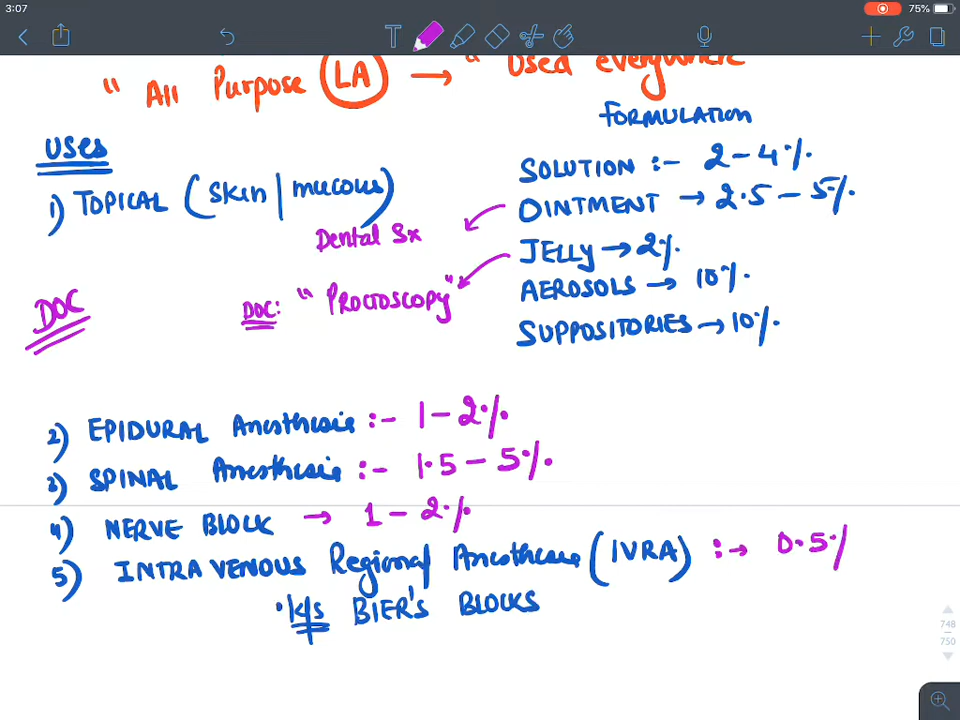 3:07
75%
" All Purpose (LA) → " Used everywhere
FORMULATION
Uses
1) TOPICAL (Skin | mucous)
SOLUTION :- 2-4%
OINTMENT → 2.5 - 5%
Dental Sx
JELLY → 2%
DOC: " PROCTOSCOPY"
AEROSOLS → 10%
DOC
SUPPOSITORIES → 10%
2) EPIDURAL Anesthesia :- 1-2%
3) SPINAL Anesthesia :- 1.5 - 5%
4) NERVE BLOCK → 1-2%
5) INTRAVENOUS Regional Anesthesia (IVRA) :→ 0.5%
k/s BIER'S BLOCKS
748
750